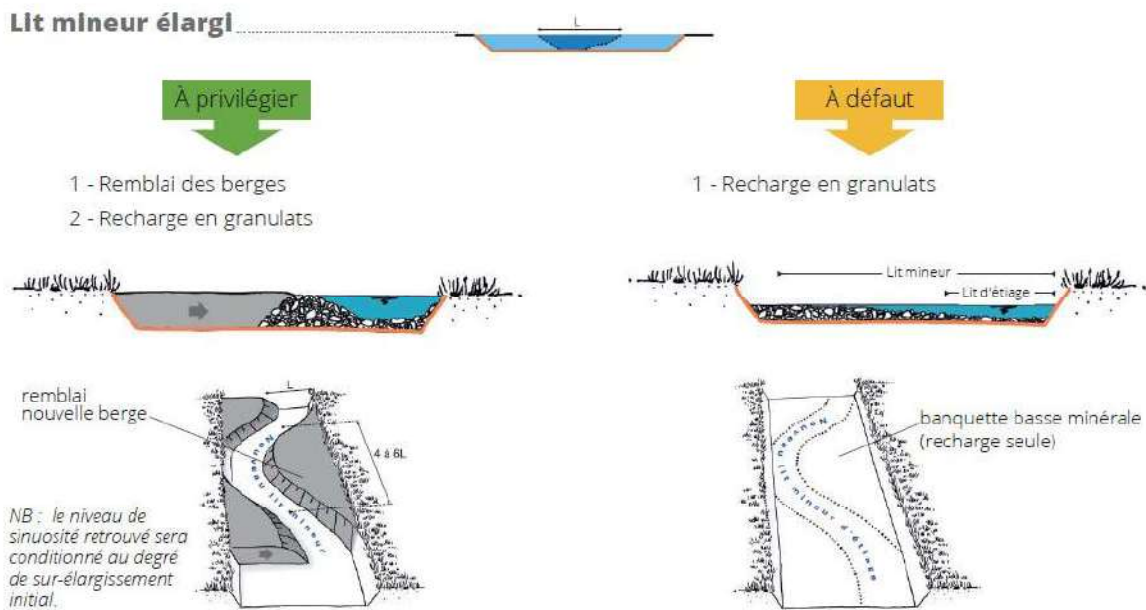 Lit mineur élargi
L
À privilégier
1 - Remblai des berges
2 - Recharge en granulats
À défaut
1 - Recharge en granulats
Lit mineur
Lit d'étiage
remblai
nouvelle berge
L
4 à 6L
Nouveau lit mineur
NB : le niveau de
sinuosité retrouvé sera
conditionné au degré
de sur-élargissement
initial.
banquette basse minérale
(recharge seule)
Nouveau lit mineur d'étiage